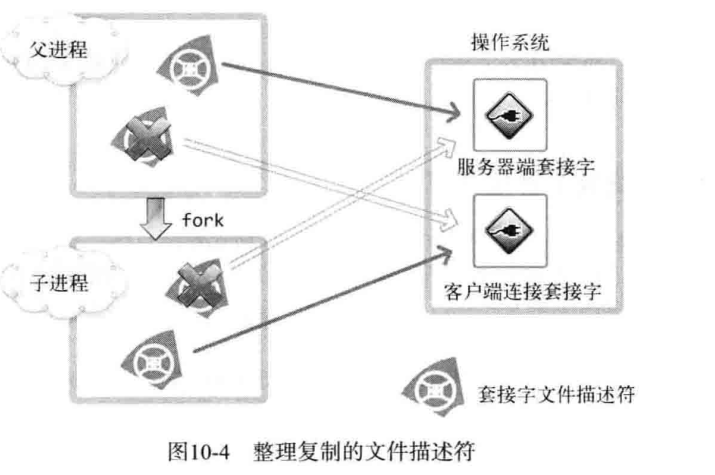 父进程
操作系统
服务器端套接字
fork
子进程
客户端连接套接字
套接字文件描述符
图10-4 整理复制的文件描述符